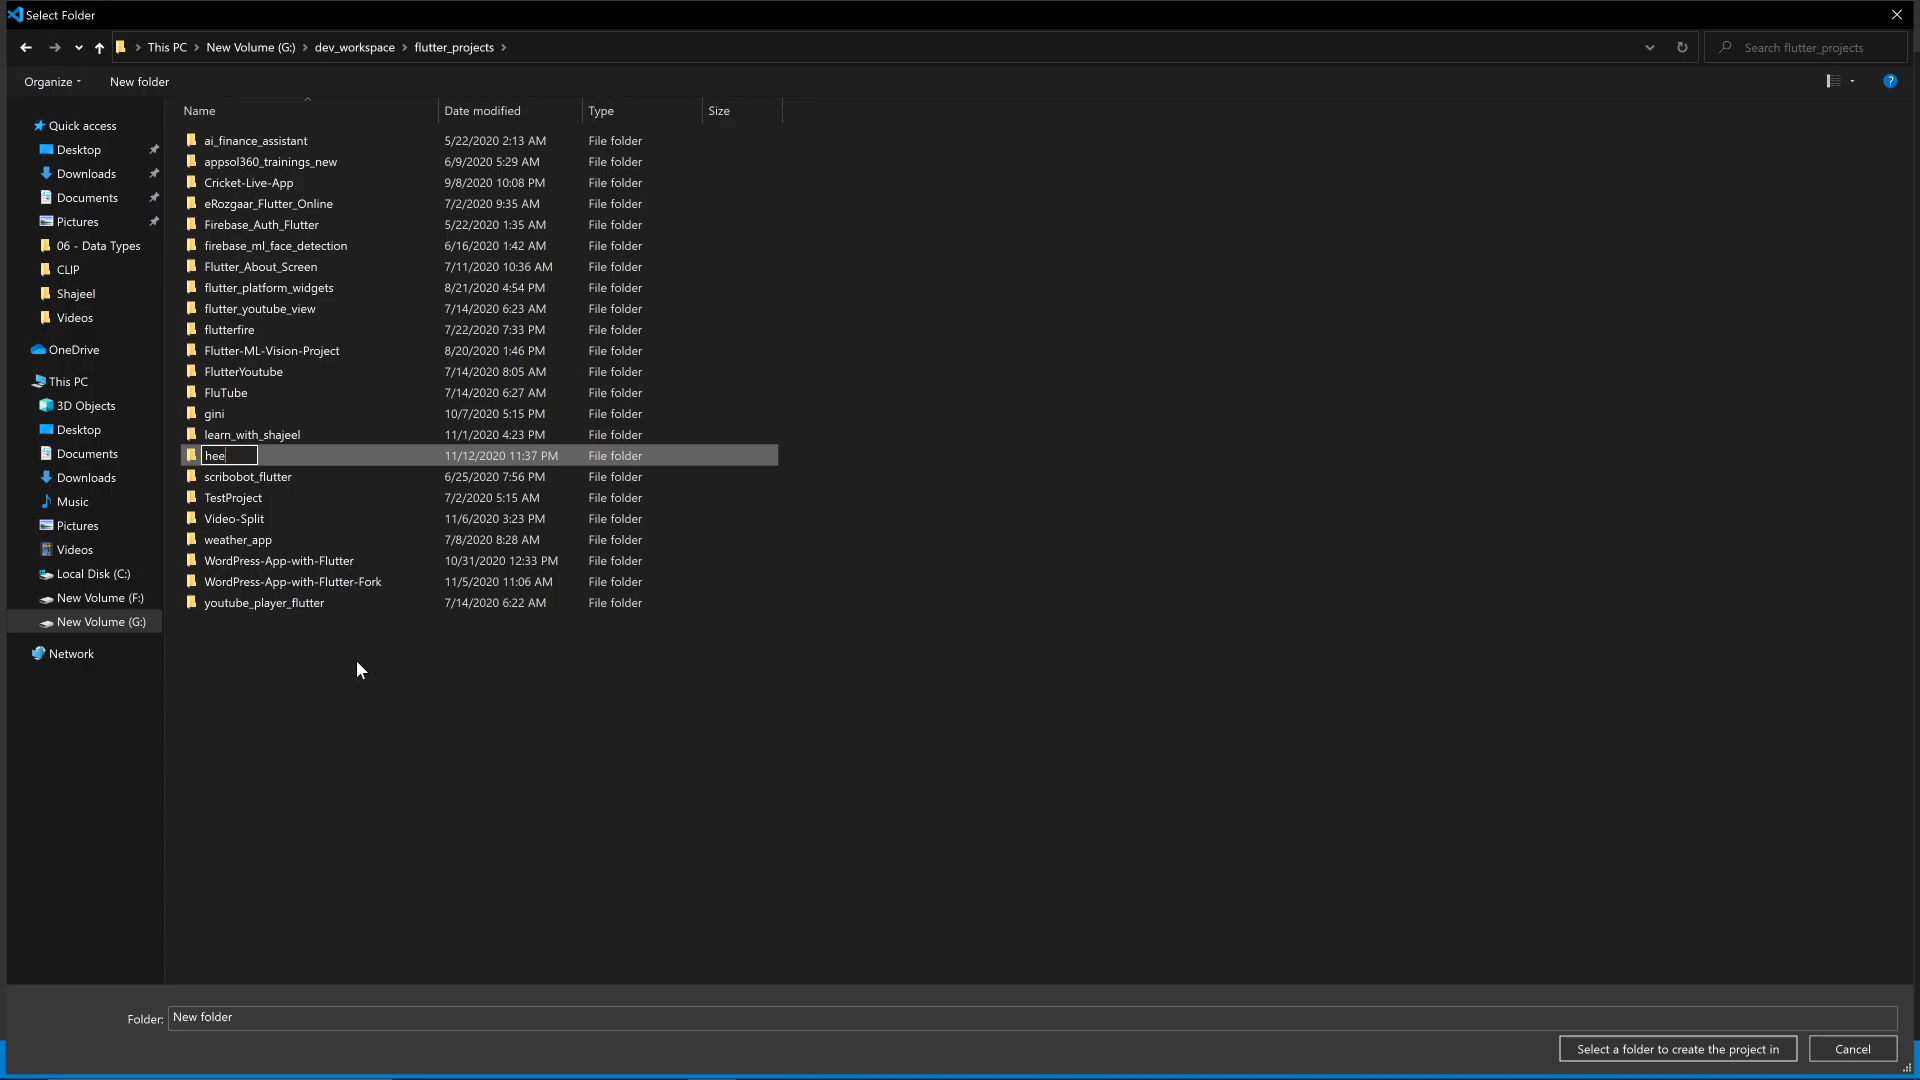 Select Folder
This PC > New Volume (G:) > dev_workspace > flutter_projects >
Search flutter_projects
Organize New folder
?
Name Date modified Type Size
Quick access
Desktop
Downloads
Documents
Pictures
06 - Data Types
CLIP
Shajeel
Videos
OneDrive
This PC
3D Objects
Desktop
Documents
Downloads
Music
Pictures
Videos
Local Disk (C:)
New Volume (F:)
New Volume (G:)
Network
ai_finance_assistant 5/22/2020 2:13 AM File folder
appsol360_trainings_new 6/9/2020 5:29 AM File folder
Cricket-Live-App 9/8/2020 10:08 PM File folder
eRozgaar_Flutter_Online 7/2/2020 9:35 AM File folder
Firebase_Auth_Flutter 5/22/2020 1:35 AM File folder
firebase_ml_face_detection 6/16/2020 1:42 AM File folder
Flutter_About_Screen 7/11/2020 10:36 AM File folder
flutter_platform_widgets 8/21/2020 4:54 PM File folder
flutter_youtube_view 7/14/2020 6:23 AM File folder
flutterfire 7/22/2020 7:33 PM File folder
Flutter-ML-Vision-Project 8/20/2020 1:46 PM File folder
FlutterYoutube 7/14/2020 8:05 AM File folder
FluTube 7/14/2020 6:27 AM File folder
gini 10/7/2020 5:15 PM File folder
learn_with_shajeel 11/1/2020 4:23 PM File folder
hee 11/12/2020 11:37 PM File folder
scribobot_flutter 6/25/2020 7:56 PM File folder
TestProject 7/2/2020 5:15 AM File folder
Video-Split 11/6/2020 3:23 PM File folder
weather_app 7/8/2020 8:28 AM File folder
WordPress-App-with-Flutter 10/31/2020 12:33 PM File folder
WordPress-App-with-Flutter-Fork 11/5/2020 11:06 AM File folder
youtube_player_flutter 7/14/2020 6:22 AM File folder
Folder: New folder
Select a folder to create the project in Cancel